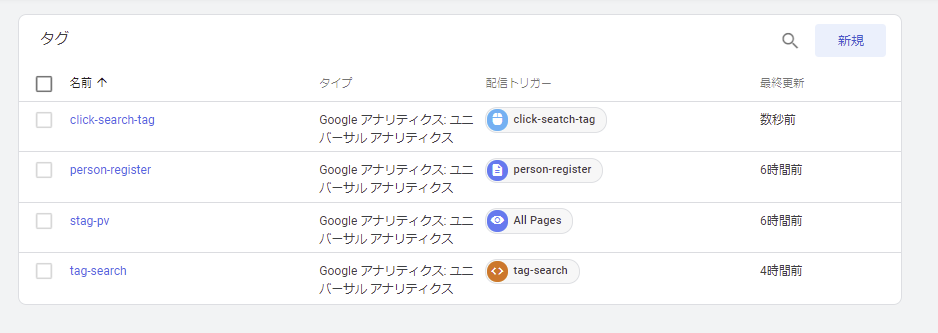 タグ
新規
名前 タイプ 配信トリガー 最終更新
click-search-tag Google アナリティクス: ユニ click-seatch-tag 数秒前
バーサル アナリティクス
person-register Google アナリティクス: ユニ person-register 6時間前
バーサル アナリティクス
stag-pv Google アナリティクス: ユニ All Pages 6時間前
バーサル アナリティクス
tag-search Google アナリティクス: ユニ tag-search 4時間前
バーサル アナリティクス